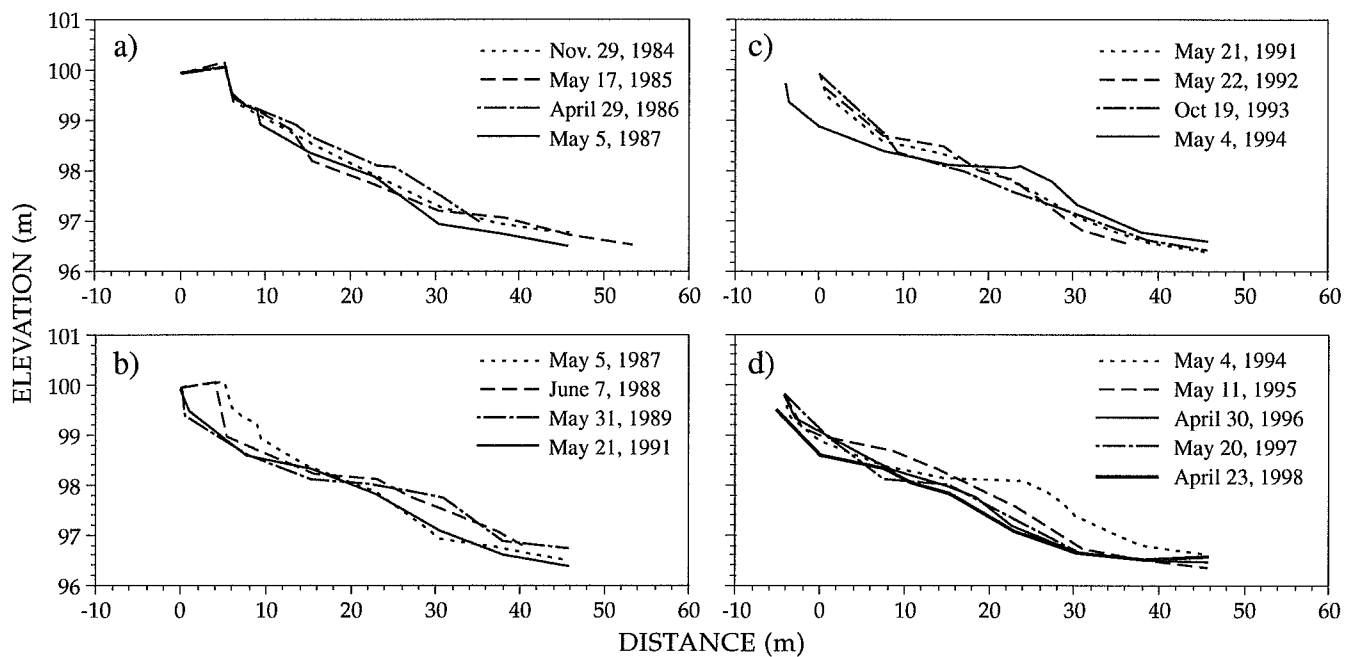 a)
Nov. 29, 1984
May 17, 1985
April 29, 1986
May 5, 1987
100
99
98
97
96
-10 0 10 20 30 40 50 60
c)
May 21, 1991
May 22, 1992
Oct 19, 1993
May 4, 1994
-10 0 10 20 30 40 50 60
ELEVATION (m)
b)
May 5, 1987
June 7, 1988
May 31, 1989
May 21, 1991
101
100
99
98
97
96
-10 0 10 20 30 40 50 60
d)
May 4, 1994
May 11, 1995
April 30, 1996
May 20, 1997
April 23, 1998
-10 0 10 20 30 40 50 60
DISTANCE (m)